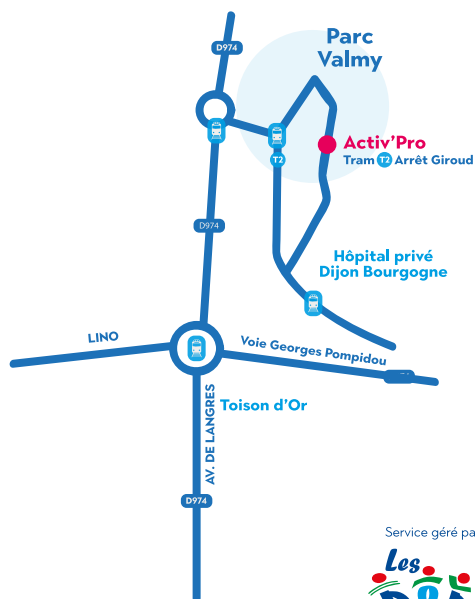 D974
Parc
Valmy
Activ'Pro
Tram T2 Arrêt Giroud
T2
D974
Hôpital privé
Dijon Bourgogne
LINO
Voie Georges Pompidou
Toison d'Or
AV. DE LANGRES
D974
Service géré pa
Les